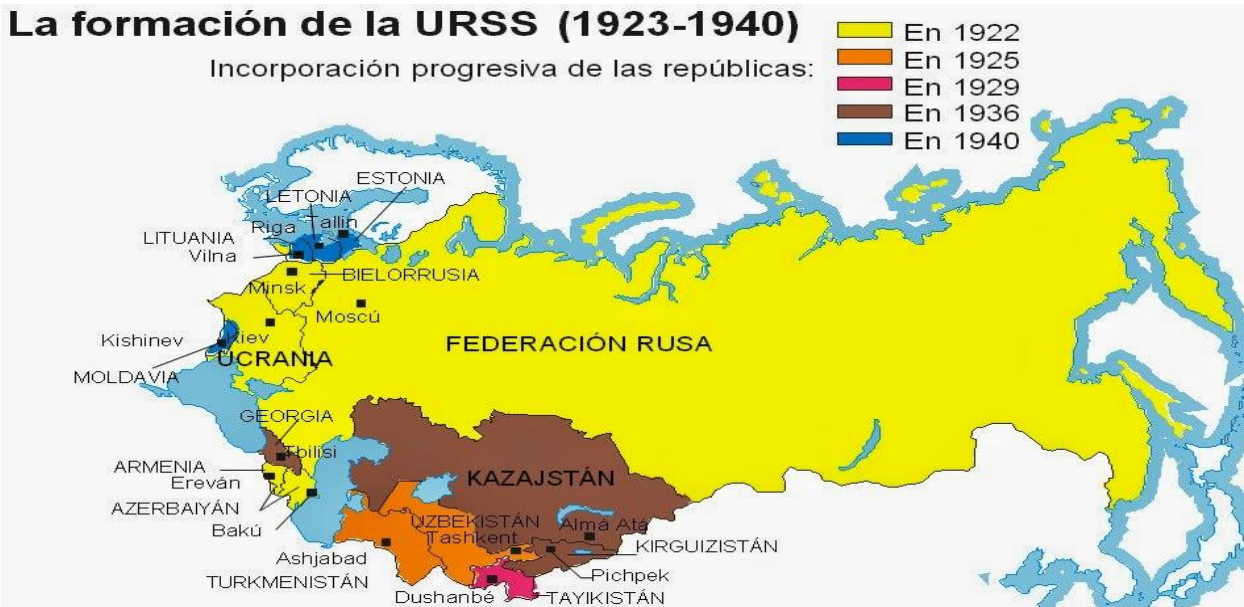 La formación de la URSS (1923-1940)
Incorporación progresiva de las repúblicas:
En 1922
En 1925
En 1929
En 1936
En 1940
ESTONIA
LETONIA
Riga
Tallin
LITUANIA
Vilna
BIELORRUSIA
Minsk
Moscú
Kishinev
Kiev
UCRANIA
FEDERACIÓN RUSA
MOLDAVIA
GEORGIA
Tbilisi
ARMENIA
Ereván
KAZAJSTÁN
AZERBAIYÁN
Bakú
UZBEKISTÁN
Almá Atá
Tashkent
KIRGUIZISTÁN
Ashjabad
TURKMENISTÁN
Pichpek
Dushanbé
TAYIKISTÁN